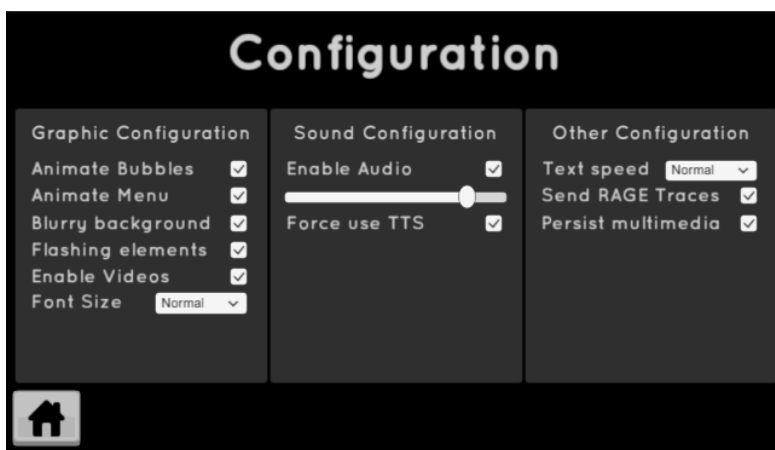 Configuration
Graphic Configuration
Animate Bubbles
Animate Menu
Blurry background
Flashing elements
Enable Videos
Font Size Normal
Sound Configuration
Enable Audio
Force use TTS
Other Configuration
Text speed Normal
Send RAGE Traces
Persist multimedia